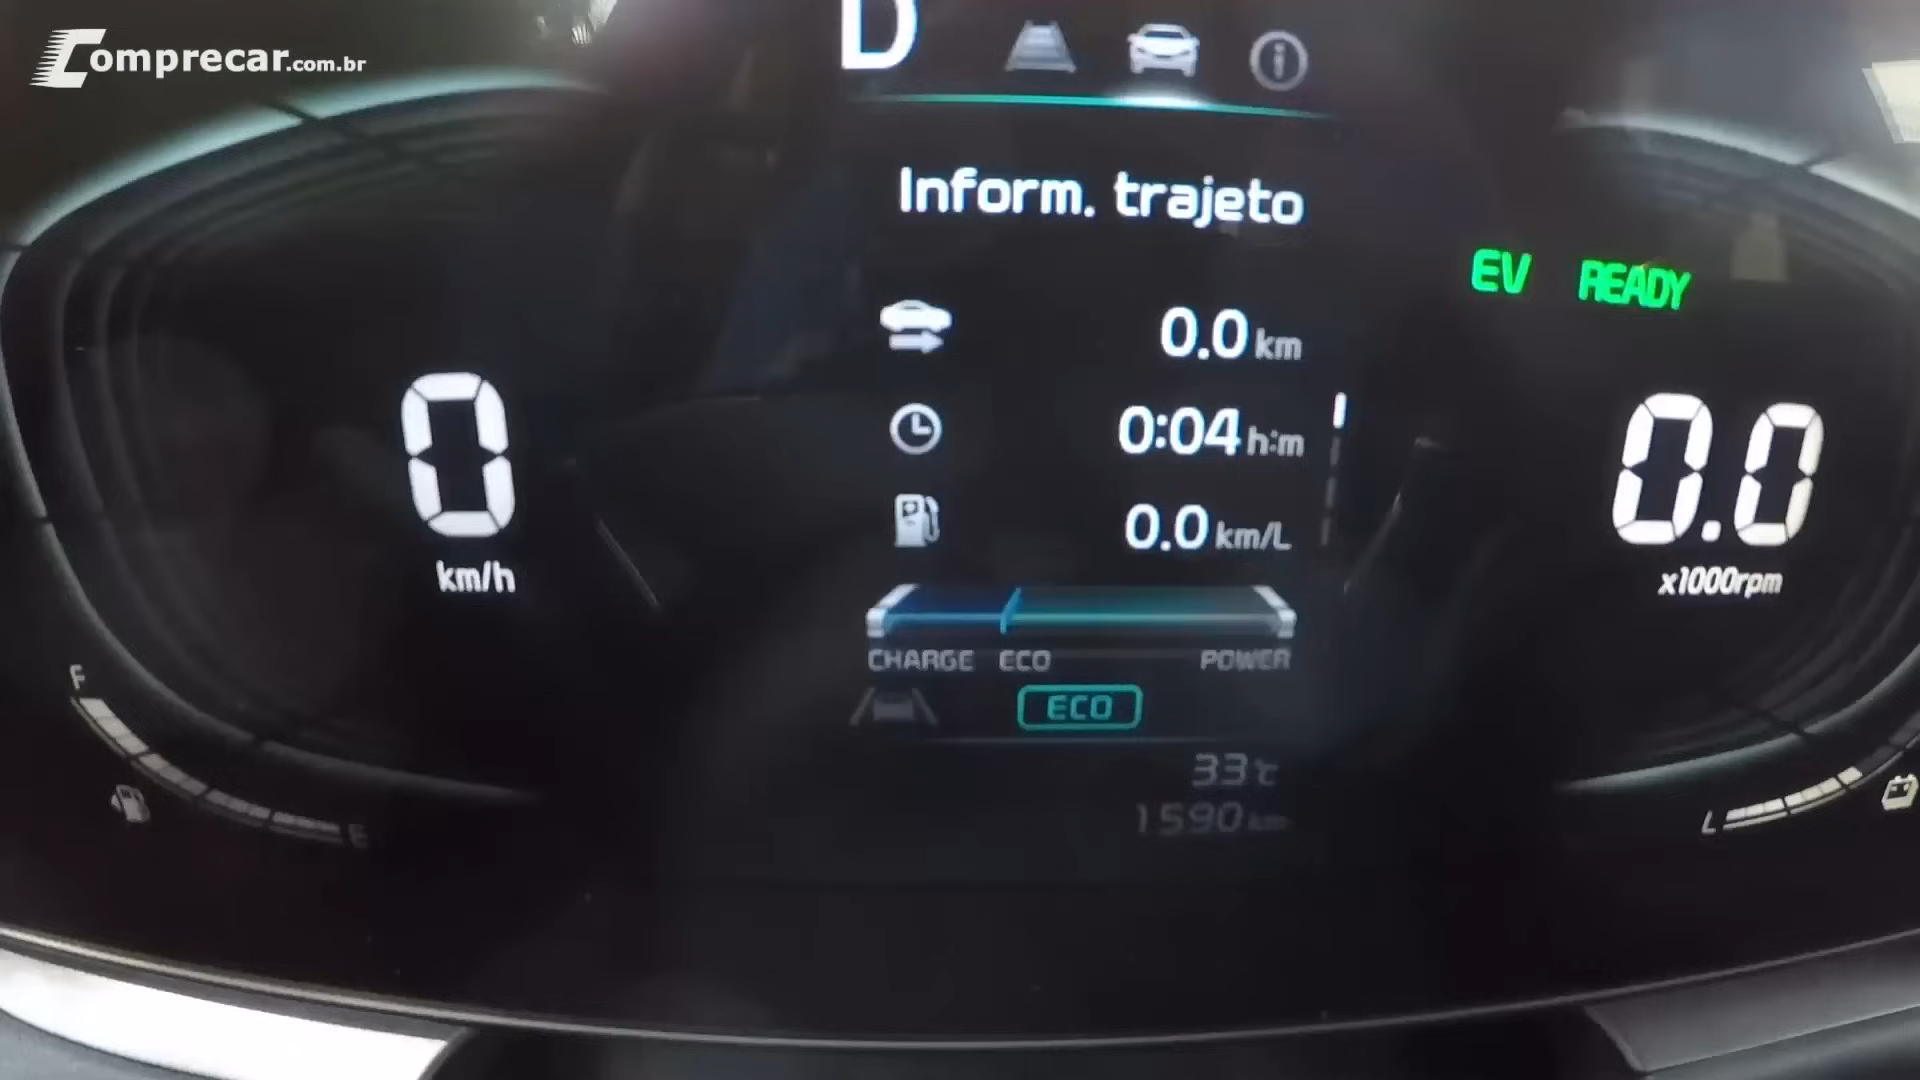 Comprecar.com.br
D
Inform. trajeto
EV READY
0.0 km
0:04 h:m
0.0 km/L
0
km/h
0.0
x1000rpm
CHARGE ECO POWER
ECO
F
E
33°C
1590 km
L